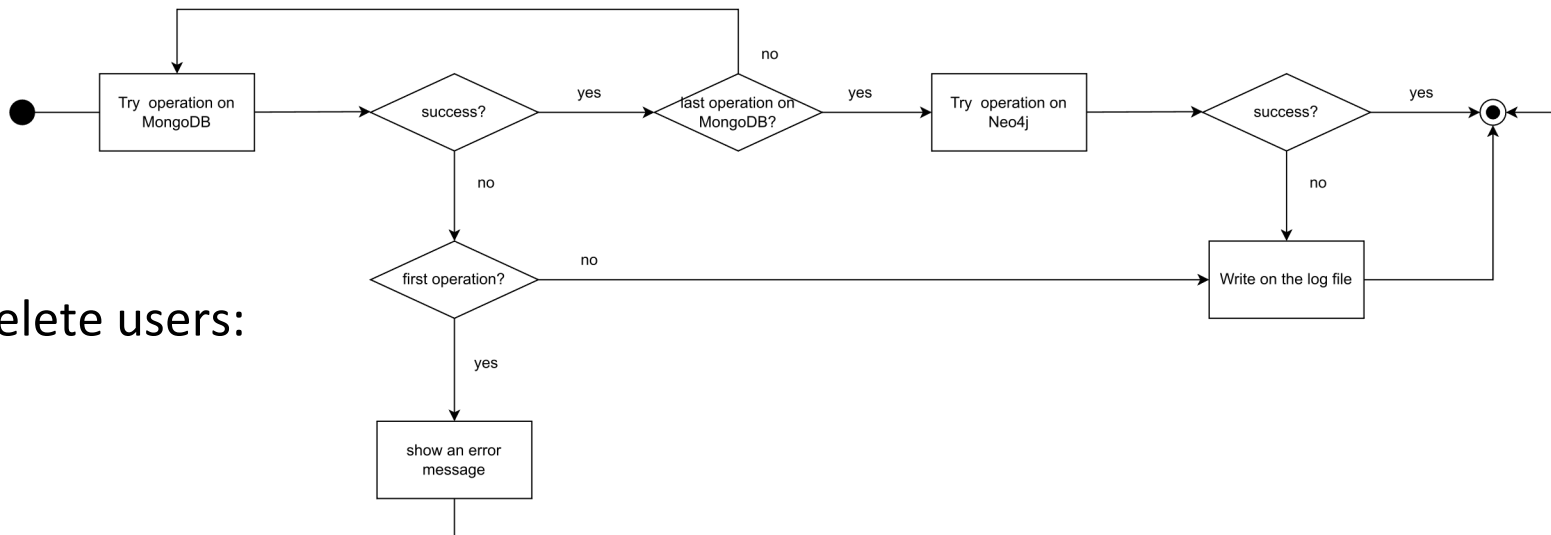 no
Try operation on
MongoDB
success?
yes
last operation on
MongoDB?
yes
Try operation on
Neo4j
success?
yes
no
no
first operation?
no
Write on the log file
elete users:
yes
show an error
message